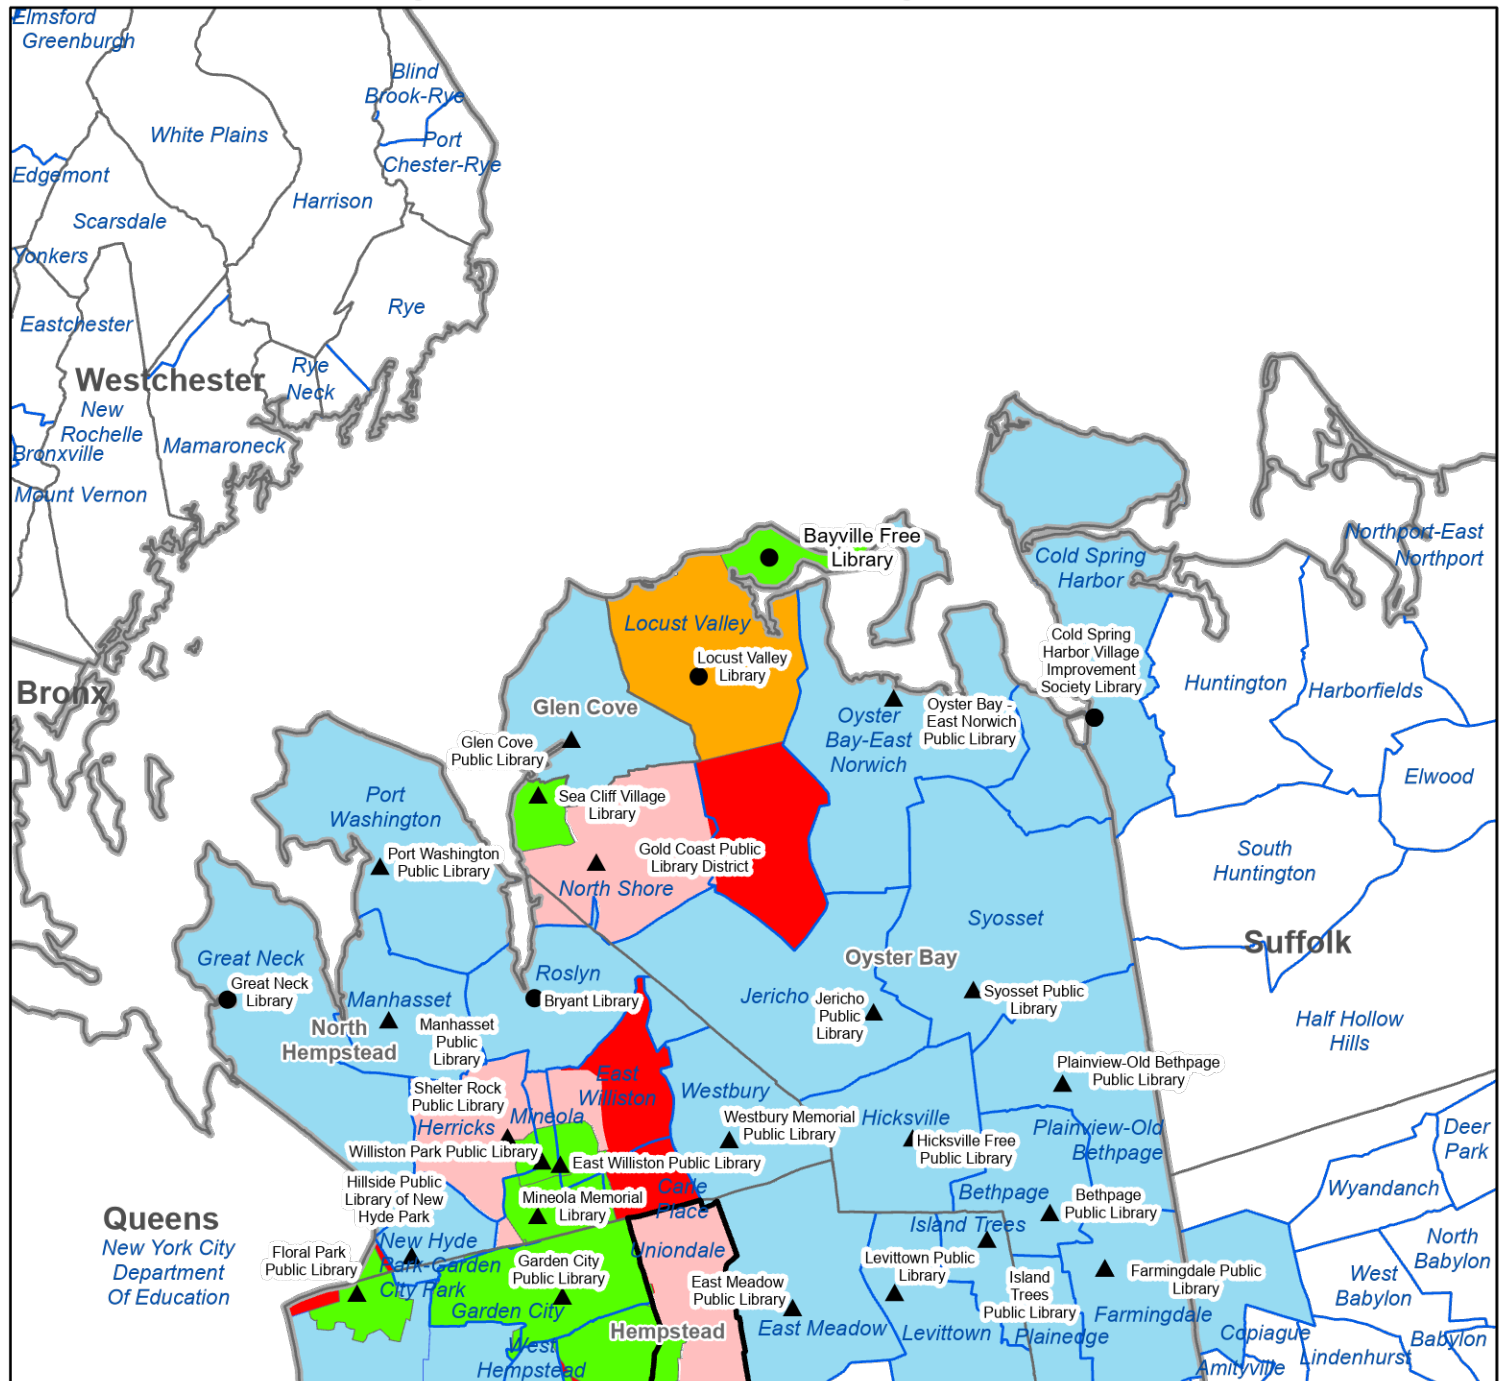 Elmsford
Greenburgh
Blind
Brook-Rye
White Plains
Port
Chester-Rye
Edgemont
Harrison
Scarsdale
Yonkers
Rye
Eastchester
Westchester
Rye
Neck
New
Rochelle
Mamaroneck
Bronxville
Mount Vernon
Bronx
Northport-East
Northport
Bayville Free
Library
Cold Spring
Harbor
Locust Valley
Locust Valley
Library
Cold Spring
Harbor Village
Improvement
Society Library
Huntington
Harborfields
Glen Cove
Glen Cove
Public Library
Oyster
Bay-East
Norwich
Oyster Bay -
East Norwich
Public Library
Elwood
Port
Washington
Sea Cliff Village
Library
Port Washington
Public Library
Gold Coast Public
Library District
North Shore
South
Huntington
Syosset
Suffolk
Great Neck
Great Neck
Library
Oyster Bay
Roslyn
Bryant Library
Jericho
Jericho
Public
Library
Syosset Public
Library
Manhasset
North
Hempstead
Manhasset
Public
Library
Half Hollow
Hills
East
Williston
Westbury
Plainview-Old Bethpage
Public Library
Shelter Rock
Public Library
Herricks
Mineola
Westbury Memorial
Public Library
Hicksville
Hicksville Free
Public Library
Plainview-Old
Bethpage
Deer
Park
Williston Park Public Library
East Williston Public Library
Wyandanch
Hillside Public
Library of New
Hyde Park
Mineola Memorial
Library
Carle
Place
Bethpage
Bethpage
Public Library
Island Trees
Queens
New York City
Department
Of Education
New Hyde
Park-Garden
City Park
Uniondale
North
Babylon
Floral Park
Public Library
Garden City
Public Library
Levittown Public
Library
East Meadow
Public Library
Island
Trees
Public Library
Farmingdale Public
Library
West
Babylon
Garden City
Farmingdale
Hempstead
East Meadow
Levittown
Plainedge
Copiague
Babylon
West
Hempstead
Lindenhurst
Amityville